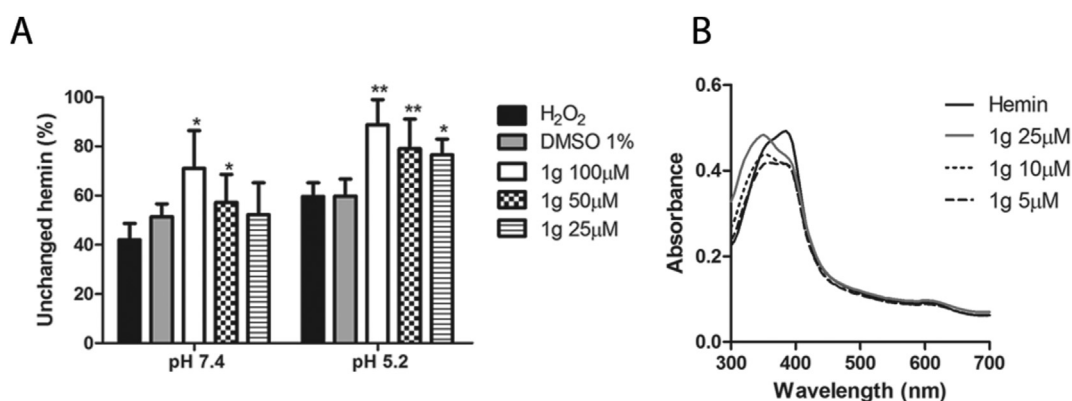 A
Unchanged hemin (%)
100
80
60
40
20
0
* * ** ** *
pH 7.4 pH 5.2
H₂O₂
DMSO 1%
1g 100μM
1g 50μM
1g 25μM
B
Absorbance
0.6
0.4
0.2
0.0
300 400 500 600 700
Wavelength (nm)
Hemin
1g 25μM
1g 10μM
1g 5μM